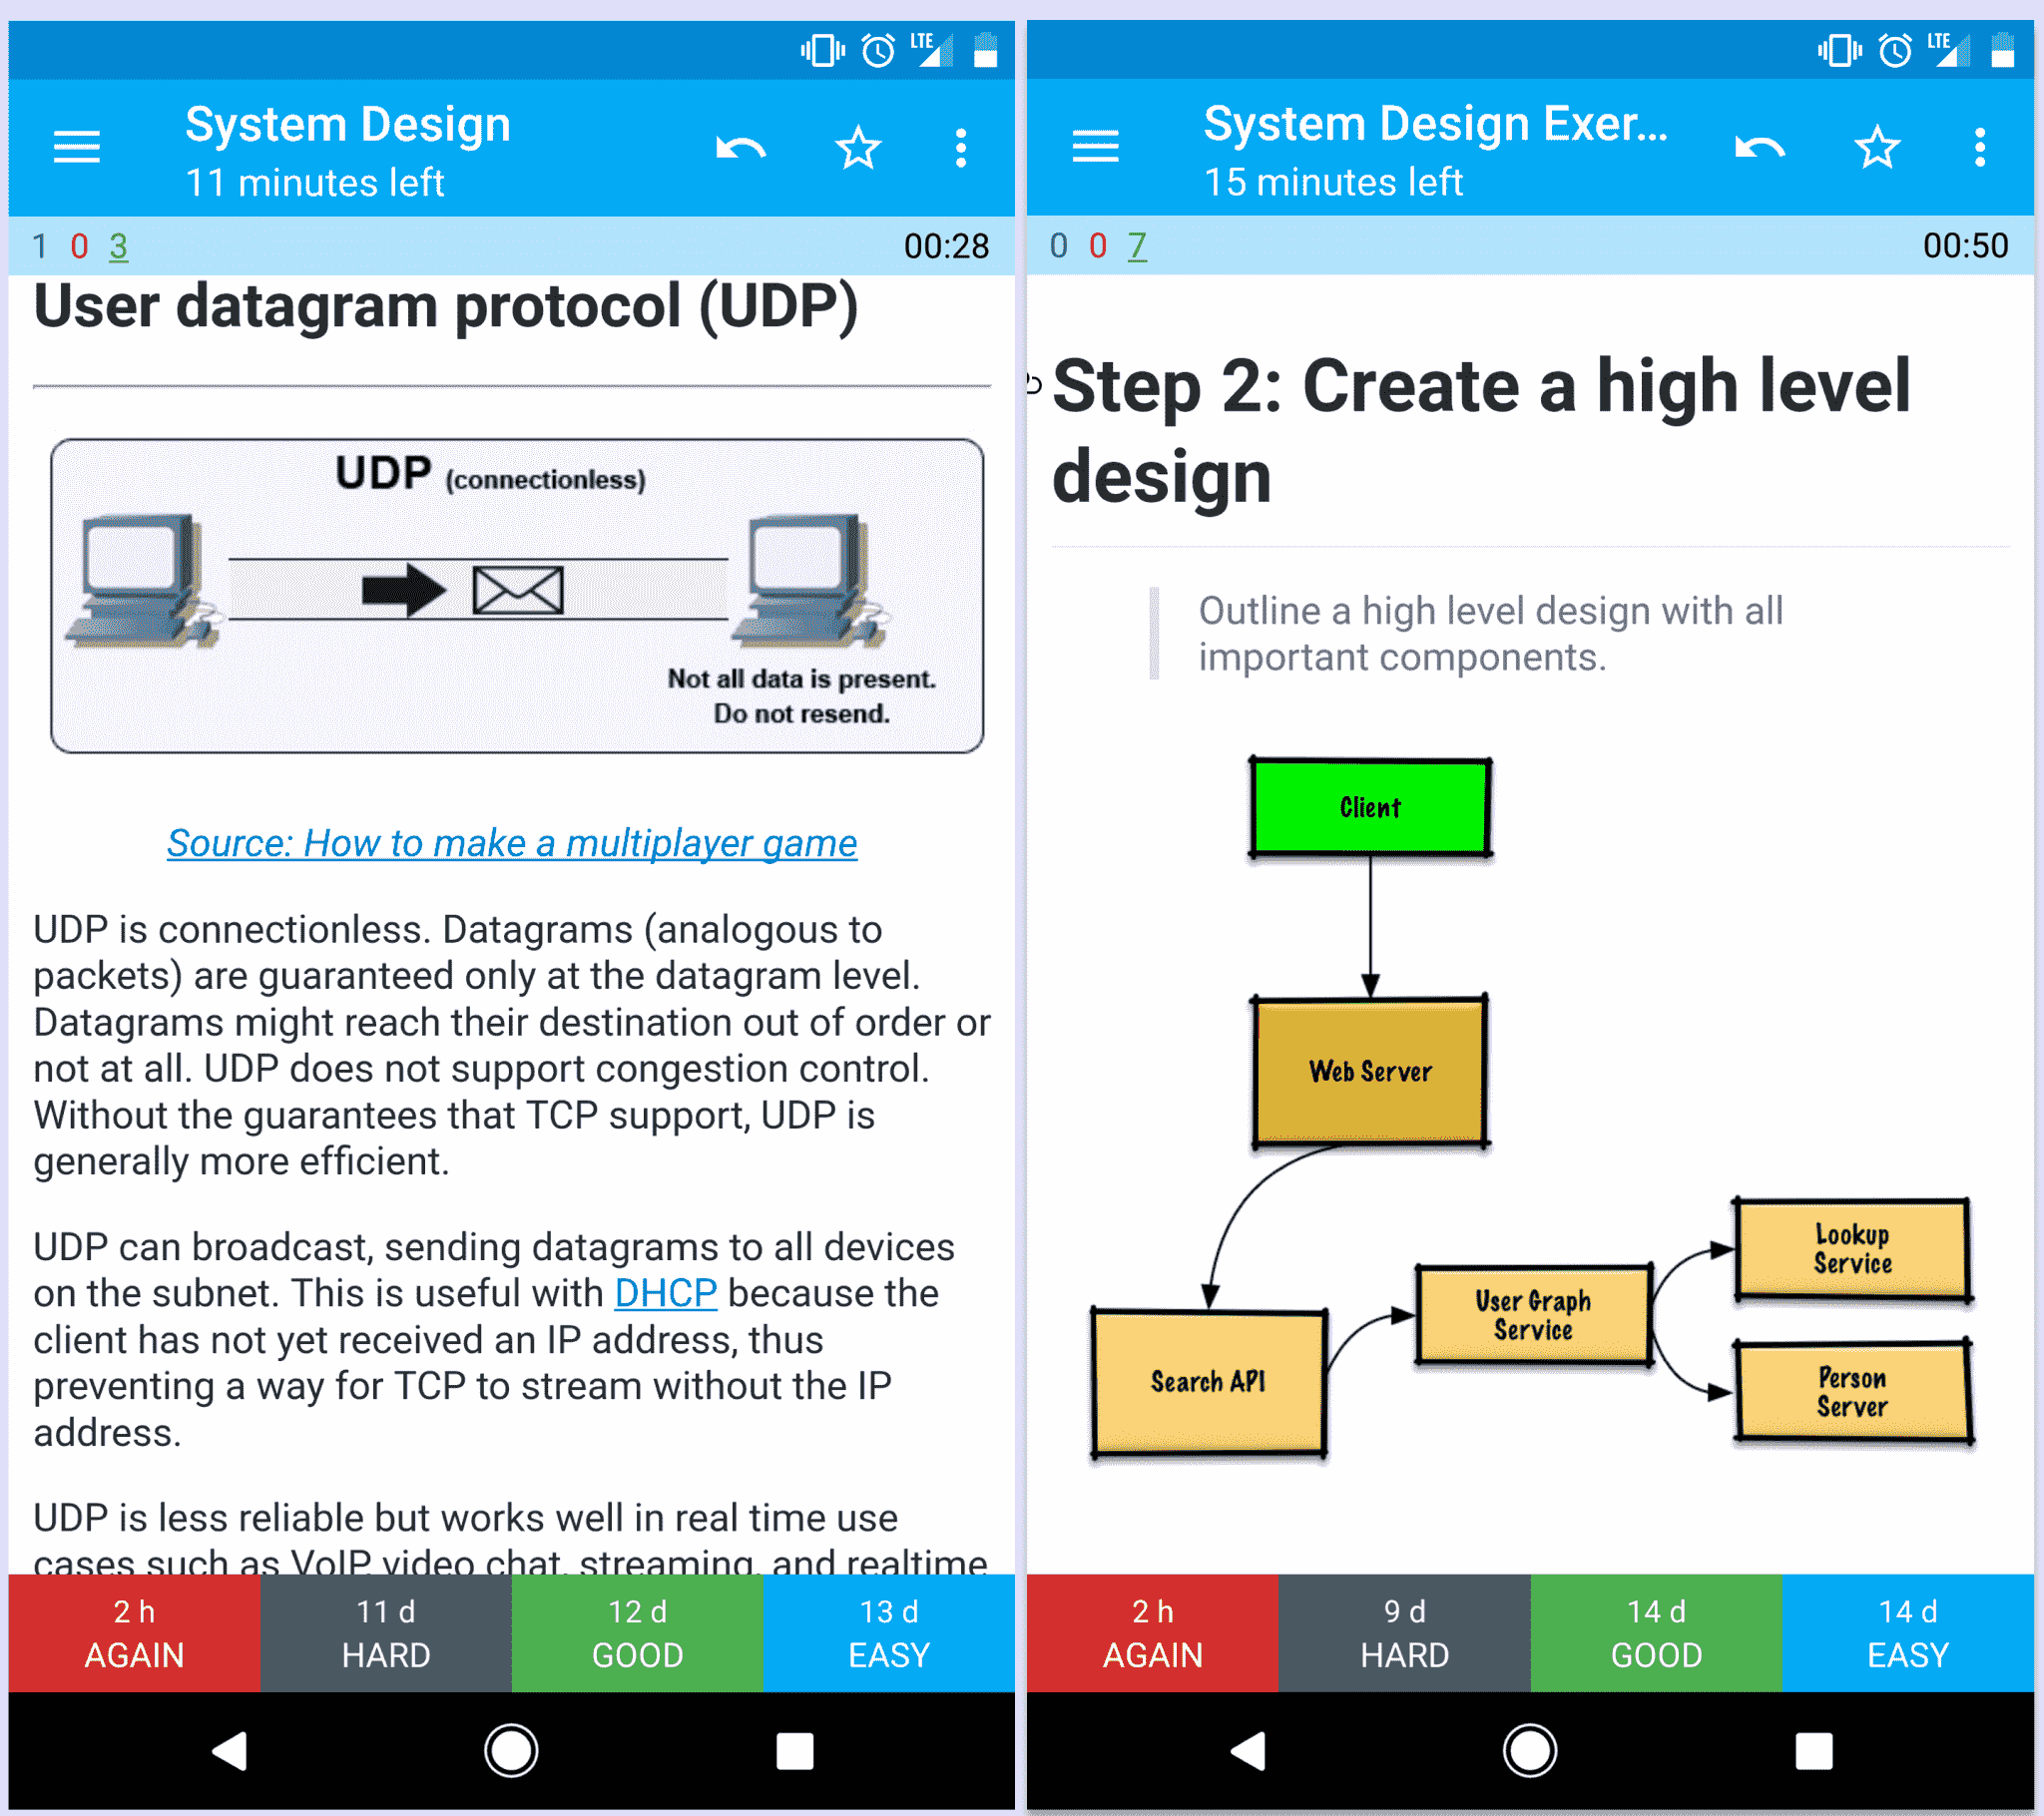 LTE
System Design
11 minutes left
1 0 3
00:28
User datagram protocol (UDP)
UDP (connectionless)
Not all data is present.
Do not resend.
Source: How to make a multiplayer game
UDP is connectionless. Datagrams (analogous to
packets) are guaranteed only at the datagram level.
Datagrams might reach their destination out of order or
not at all. UDP does not support congestion control.
Without the guarantees that TCP support, UDP is
generally more efficient.
UDP can broadcast, sending datagrams to all devices
on the subnet. This is useful with DHCP because the
client has not yet received an IP address, thus
preventing a way for TCP to stream without the IP
address.
UDP is less reliable but works well in real time use
cases such as VoIP, video chat, streaming, and realtime
2 h
AGAIN
11 d
HARD
12 d
GOOD
13 d
EASY
LTE
System Design Exer...
15 minutes left
0 0 7
00:50
Step 2: Create a high level
design
Outline a high level design with all
important components.
Client
Web Server
Lookup
Service
User Graph
Service
Search API
Person
Server
2 h
AGAIN
9 d
HARD
14 d
GOOD
14 d
EASY